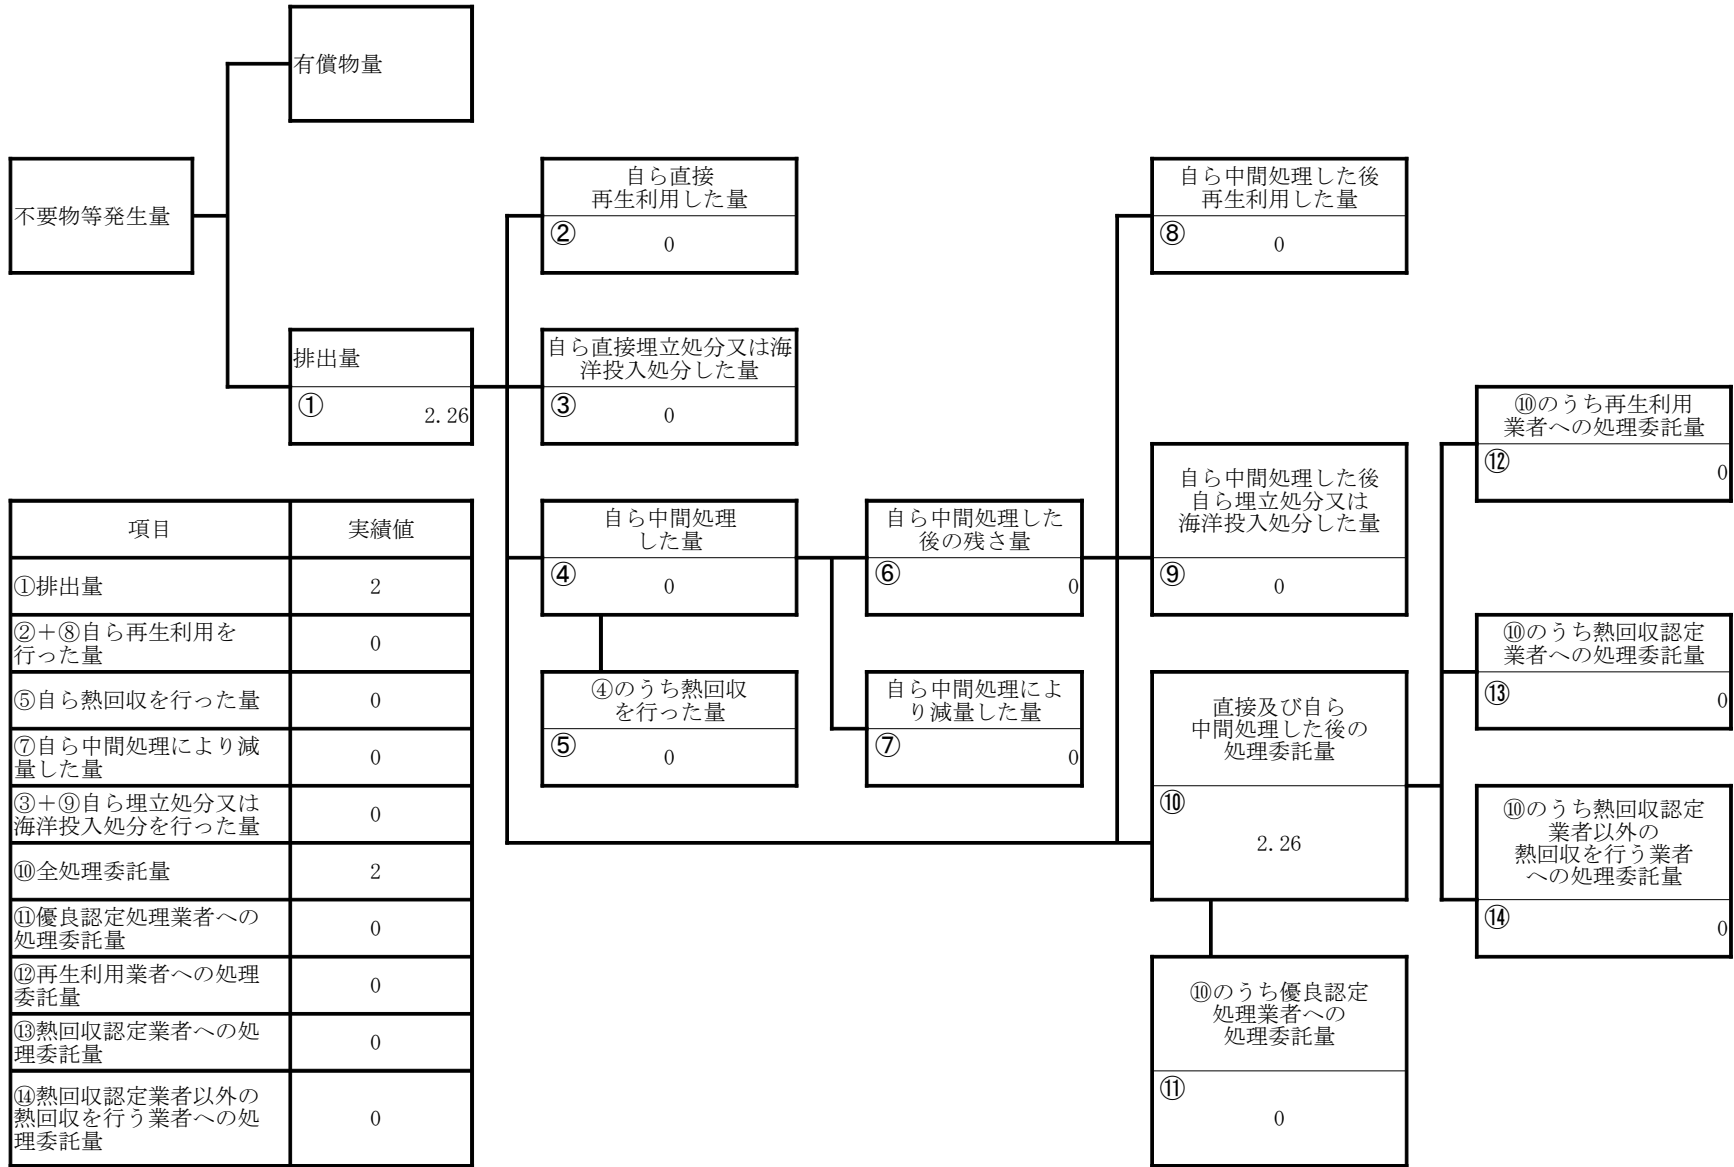 有償物量
不要物等発生量
自ら直接
再生利用した量
②
0
自ら中間処理した後
再生利用した量
⑧
0
排出量
①
2.26
自ら直接埋立処分又は海
洋投入処分した量
③
0
⑩のうち再生利用
業者への処理委託量
⑫
0
自ら中間処理した後
自ら埋立処分又は
海洋投入処分した量
⑨
0
自ら中間処理
した量
④
0
自ら中間処理した
後の残さ量
⑥
0
⑩のうち熱回収認定
業者への処理委託量
⑬
0
④のうち熱回収
を行った量
⑤
0
自ら中間処理によ
り減量した量
⑦
0
直接及び自ら
中間処理した後の
処理委託量
⑩
2.26
⑩のうち熱回収認定
業者以外の
熱回収を行う業者
への処理委託量
⑭
0
⑩のうち優良認定
処理業者への
処理委託量
⑪
0
項目 実績値
①排出量 2
②＋⑧自ら再生利用を
行った量 0
⑤自ら熱回収を行った量 0
⑦自ら中間処理により減
量した量 0
③＋⑨自ら埋立処分又は
海洋投入処分を行った量 0
⑩全処理委託量 2
⑪優良認定処理業者への
処理委託量 0
⑫再生利用業者への処理
委託量 0
⑬熱回収認定業者への処
理委託量 0
⑭熱回収認定業者以外の
熱回収を行う業者への処
理委託量 0